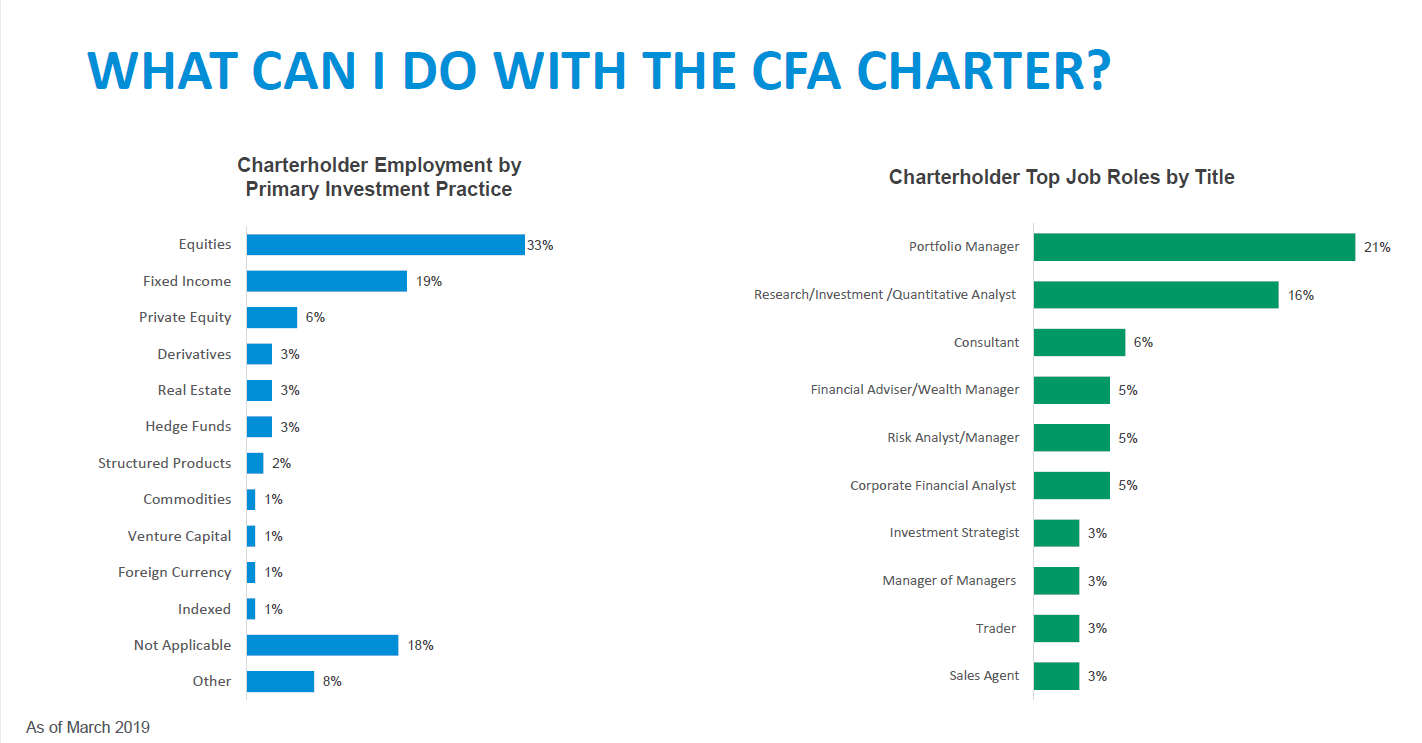 WHAT CAN I DO WITH THE CFA CHARTER?
Charterholder Employment by
Primary Investment Practice
Equities 33%
Fixed Income 19%
Private Equity 6%
Derivatives 3%
Real Estate 3%
Hedge Funds 3%
Structured Products 2%
Commodities 1%
Venture Capital 1%
Foreign Currency 1%
Indexed 1%
Not Applicable 18%
Other 8%
Charterholder Top Job Roles by Title
Portfolio Manager 21%
Research/Investment /Quantitative Analyst 16%
Consultant 6%
Financial Adviser/Wealth Manager 5%
Risk Analyst/Manager 5%
Corporate Financial Analyst 5%
Investment Strategist 3%
Manager of Managers 3%
Trader 3%
Sales Agent 3%
As of March 2019